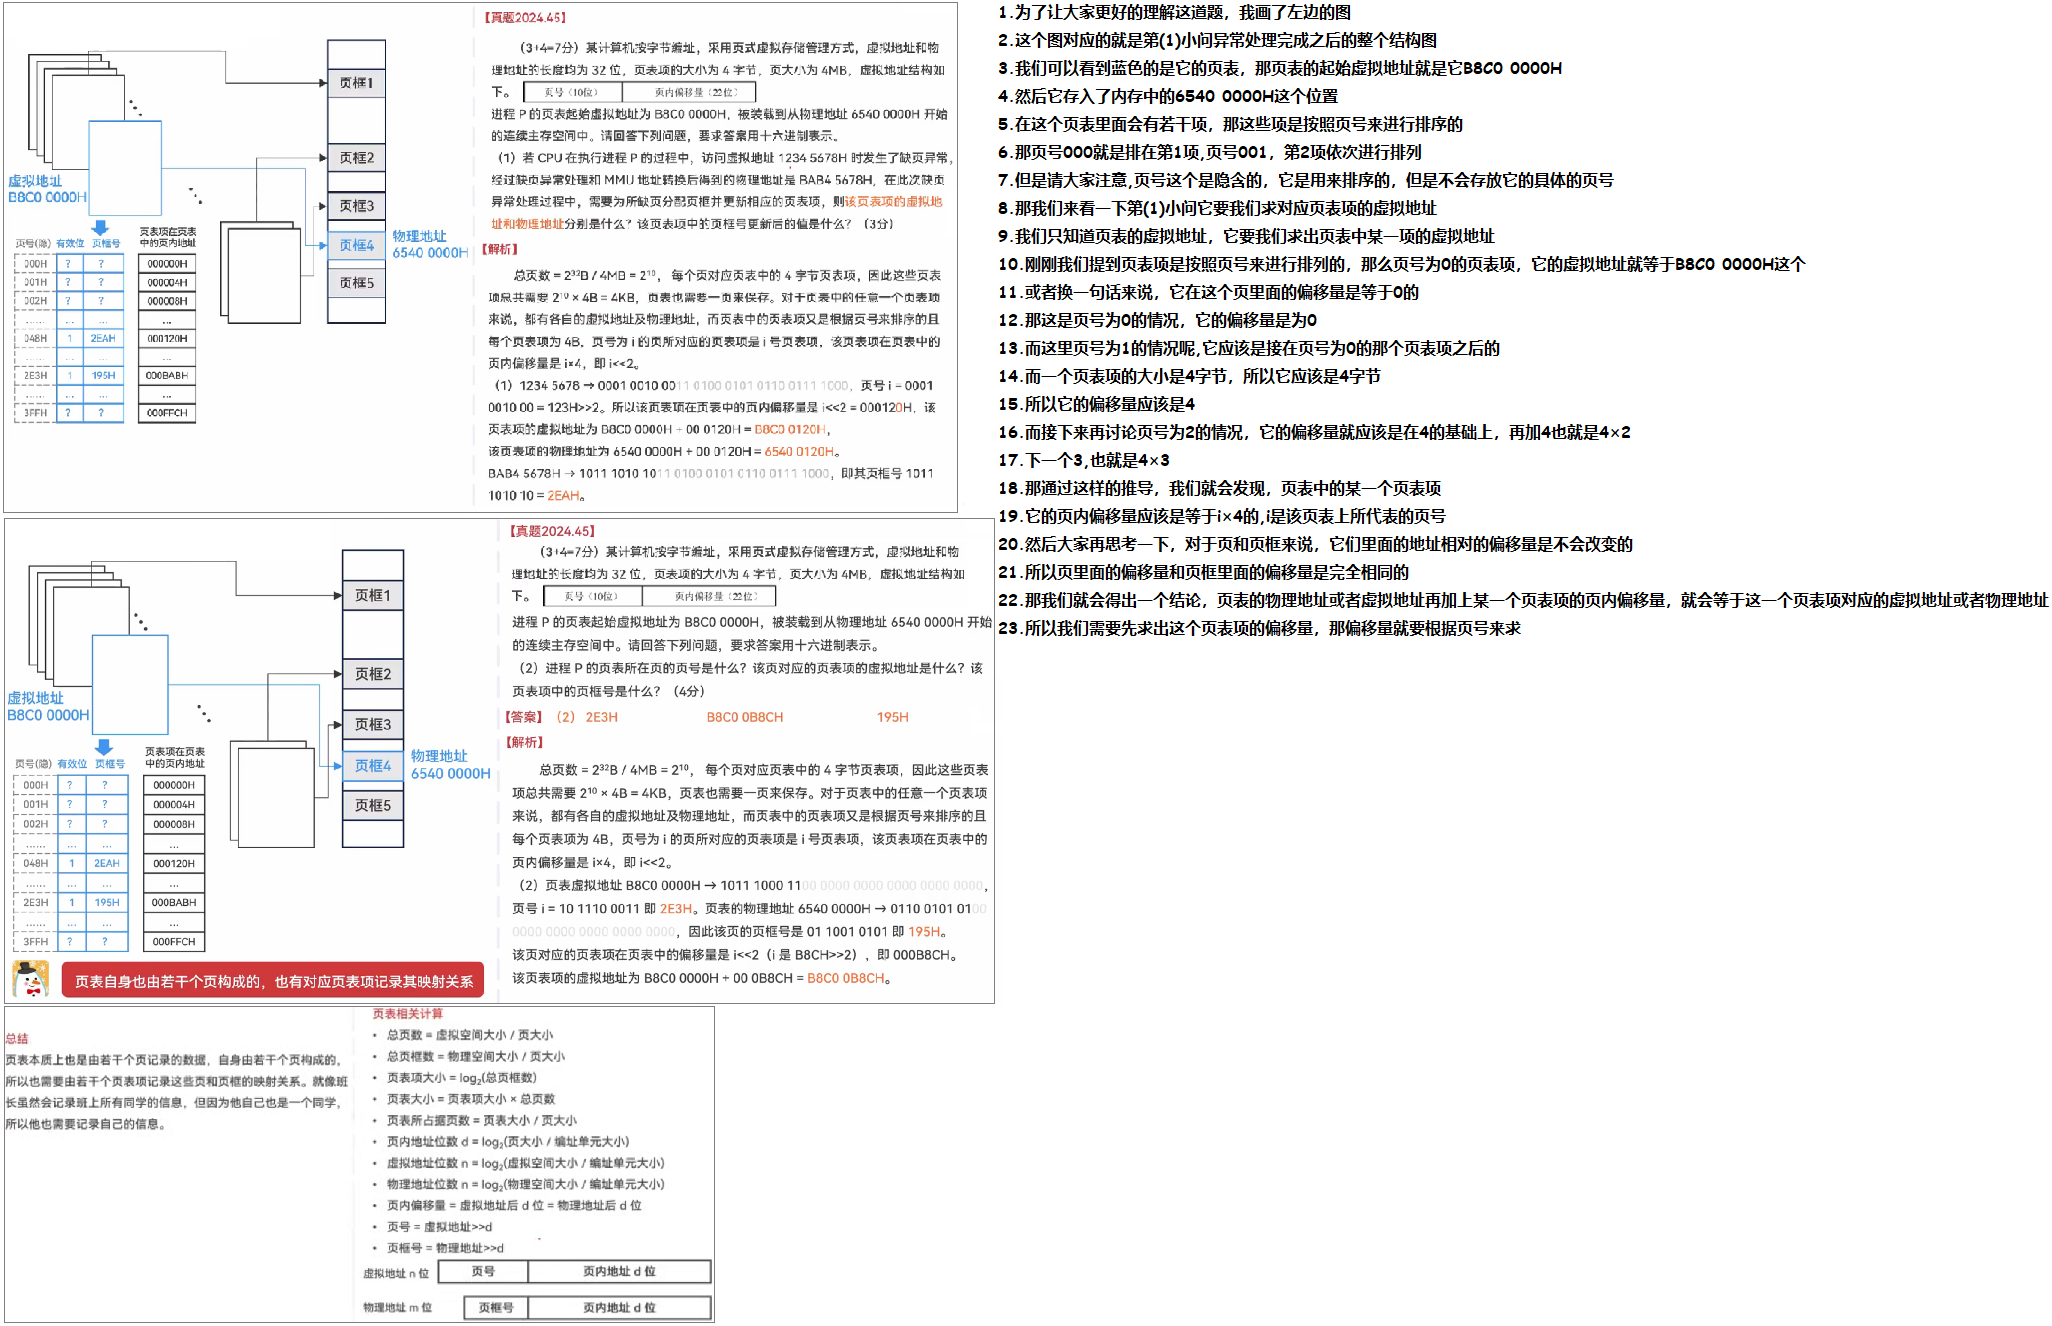 【真题2024.45】
（3+4=7分）某计算机按字节编址，采用页式虚拟存储管理方式，虚拟地址和物
理地址的长度均为 32 位，页表项的大小为 4 字节，页大小为 4MB，虚拟地址结构如
下。 页号（10位） 页内偏移量（22位）
进程 P 的页表起始虚拟地址为 B8C0 0000H，被装载到从物理地址 6540 0000H 开始
的连续主存空间中。请回答下列问题，要求答案用十六进制表示。
（1）若 CPU 在执行进程 P 的过程中，访问虚拟地址 1234 5678H 时发生了缺页异常，
经过缺页异常处理和 MMU 地址转换后得到的物理地址是 BAB4 5678H，在此次缺页
异常处理过程中，需要为所缺页分配页框并更新相应的页表项，则该页表项的虚拟地
址和物理地址分别是什么？该页表项中的页框号更新后的值是什么？（3分）
【解析】
总页数 = 2³²B / 4MB = 2¹⁰， 每个页对应页表中的 4 字节页表项，因此这些页表
项总共需要 2¹⁰ × 4B = 4KB，页表也需要一页来保存。对于页表中的任意一个页表项
来说，都有各自的虚拟地址及物理地址，而页表中的页表项又是根据页号来排序的且
每个页表项为 4B，页号为 i 的页所对应的页表项是 i 号页表项，该页表项在页表中的
页内偏移量是 i×4，即 i<<2。
（1）1234 5678 → 0001 0010 0011 0100 0101 0110 0111 1000，页号 i = 0001
0010 00 = 123H>>2。所以该页表项在页表中的页内偏移量是 i<<2 = 000120H，该
页表项的虚拟地址为 B8C0 0000H + 00 0120H = B8C0 0120H，
该页表项的物理地址为 6540 0000H + 00 0120H = 6540 0120H。
BAB4 5678H → 1011 1010 1011 0100 0101 0110 0111 1000，即其页框号 1011
1010 10 = 2EAH。
页框1
页框2
页框3
页框4
页框5
虚拟地址
B8C0 0000H
物理地址
6540 0000H
页号(隐) 有效位 页框号 页表项在页表
中的页内地址
000H ? ? 000000H
001H ? ? 000004H
002H ? ? 000008H
...... ... ... ...
048H 1 2EAH 000120H
...... ... ... ...
2E3H 1 195H 000BABH
...... ... ... ...
3FFH ? ? 000FFCH
1.为了让大家更好的理解这道题，我画了左边的图
2.这个图对应的就是第(1)小问异常处理完成之后的整个结构图
3.我们可以看到蓝色的是它的页表，那页表的起始虚拟地址就是它B8C0 0000H
4.然后它存入了内存中的6540 0000H这个位置
5.在这个页表里面会有若干项，那这些项是按照页号来进行排序的
6.那页号000就是排在第1项,页号001，第2项依次进行排列
7.但是请大家注意,页号这个是隐含的，它是用来排序的，但是不会存放它的具体的页号
8.那我们来看一下第(1)小问它要我们求对应页表项的虚拟地址
9.我们只知道页表的虚拟地址，它要我们求出页表中某一项的虚拟地址
10.刚刚我们提到页表项是按照页号来进行排列的，那么页号为0的页表项，它的虚拟地址就等于B8C0 0000H这个
11.或者换一句话来说，它在这个页里面的偏移量是等于0的
12.那这是页号为0的情况，它的偏移量是为0
13.而这里页号为1的情况呢,它应该是接在页号为0的那个页表项之后的
14.而一个页表项的大小是4字节，所以它应该是4字节
15.所以它的偏移量应该是4
16.而接下来再讨论页号为2的情况，它的偏移量就应该是在4的基础上，再加4也就是4×2
17.下一个3,也就是4×3
18.那通过这样的推导，我们就会发现，页表中的某一个页表项
19.它的页内偏移量应该是等于i×4的,i是该页表上所代表的页号
20.然后大家再思考一下，对于页和页框来说，它们里面的地址相对的偏移量是不会改变的
21.所以页里面的偏移量和页框里面的偏移量是完全相同的
22.那我们就会得出一个结论，页表的物理地址或者虚拟地址再加上某一个页表项的页内偏移量，就会等于这一个页表项对应的虚拟地址或者物理地址
23.所以我们需要先求出这个页表项的偏移量，那偏移量就要根据页号来求
【真题2024.45】
（3+4=7分）某计算机按字节编址，采用页式虚拟存储管理方式，虚拟地址和物
理地址的长度均为 32 位，页表项的大小为 4 字节，页大小为 4MB，虚拟地址结构如
下。 页号（10位） 页内偏移量（22位）
进程 P 的页表起始虚拟地址为 B8C0 0000H，被装载到从物理地址 6540 0000H 开始
的连续主存空间中。请回答下列问题，要求答案用十六进制表示。
（2）进程 P 的页表所在页的页号是什么？该页对应的页表项的虚拟地址是什么？该
页表项中的页框号是什么？（4分）
【答案】（2） 2E3H B8C0 0B8CH 195H
【解析】
总页数 = 2³²B / 4MB = 2¹⁰， 每个页对应页表中的 4 字节页表项，因此这些页表
项总共需要 2¹⁰ × 4B = 4KB，页表也需要一页来保存。对于页表中的任意一个页表项
来说，都有各自的虚拟地址及物理地址，而页表中的页表项又是根据页号来排序的且
每个页表项为 4B，页号为 i 的页所对应的页表项是 i 号页表项，该页表项在页表中的
页内偏移量是 i×4，即 i<<2。
（2）页表虚拟地址 B8C0 0000H → 1011 1000 1100 0000 0000 0000 0000 0000，
页号 i = 10 1110 0011 即 2E3H。页表的物理地址 6540 0000H → 0110 0101 0100
0000 0000 0000 0000 0000，因此该页的页框号是 01 1001 0101 即 195H。
该页对应的页表项在页表中的偏移量是 i<<2（i 是 B8CH>>2），即 000B8CH。
该页表项的虚拟地址为 B8C0 0000H + 00 0B8CH = B8C0 0B8CH。
页框1
页框2
页框3
页框4
页框5
虚拟地址
B8C0 0000H
物理地址
6540 0000H
页号(隐) 有效位 页框号 页表项在页表
中的页内地址
000H ? ? 000000H
001H ? ? 000004H
002H ? ? 000008H
...... ... ... ...
048H 1 2EAH 000120H
...... ... ... ...
2E3H 1 195H 000BABH
...... ... ... ...
3FFH ? ? 000FFCH
页表自身也由若干个页构成的，也有对应页表项记录其映射关系
总结
页表本质上也是由若干个页记录的数据，自身由若干个页构成的，
所以也需要由若干个页表项记录这些页和页框的映射关系。就像班
长虽然会记录班上所有同学的信息，但因为他自己也是一个同学，
所以他也需要记录自己的信息。
页表相关计算
• 总页数 = 虚拟空间大小 / 页大小
• 总页框数 = 物理空间大小 / 页大小
• 页表项大小 = log₂(总页框数)
• 页表大小 = 页表项大小 × 总页数
• 页表所占据页数 = 页表大小 / 页大小
• 页内地址位数 d = log₂(页大小 / 编址单元大小)
• 虚拟地址位数 n = log₂(虚拟空间大小 / 编址单元大小)
• 物理地址位数 n = log₂(物理空间大小 / 编址单元大小)
• 页内偏移量 = 虚拟地址后 d 位 = 物理地址后 d 位
• 页号 = 虚拟地址>>d
• 页框号 = 物理地址>>d
虚拟地址 n 位 页号 页内地址 d 位
物理地址 m 位 页框号 页内地址 d 位